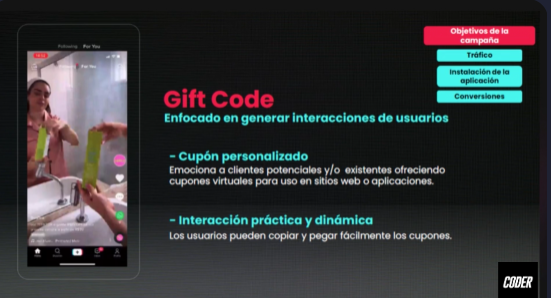 Following For You
Objetivos de la
campaña
Tráfico
Instalación de la
aplicación
Conversiones
Gift Code
Enfocado en generar interacciones de usuarios
- Cupón personalizado
Emociona a clientes potenciales y/o existentes ofreciendo
cupones virtuales para uso en sitios web o aplicaciones.
- Interacción práctica y dinámica
Los usuarios pueden copiar y pegar fácilmente los cupones.
CODER